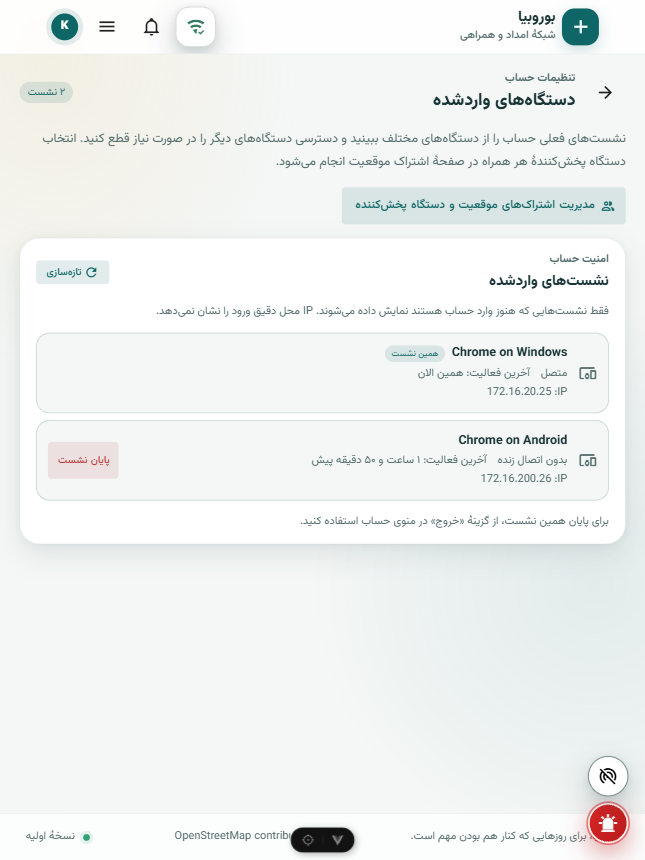 بوروبیا
شبکهٔ امداد و همراهی
K
تنظیمات حساب
دستگاه‌های واردشده
۲ نشست
نشست‌های فعلی حساب را از دستگاه‌های مختلف ببینید و دسترسی دستگاه‌های دیگر را در صورت نیاز قطع کنید. انتخاب
دستگاه پخش‌کنندهٔ هر همراه در صفحهٔ اشتراک موقعیت انجام می‌شود.
مدیریت اشتراک‌های موقعیت و دستگاه پخش‌کننده
امنیت حساب
نشست‌های واردشده
تازه‌سازی
فقط نشست‌هایی که هنوز وارد حساب هستند نمایش داده می‌شوند. IP محل دقیق ورود را نشان نمی‌دهد.
Chrome on Windows همین نشست
متصل آخرین فعالیت: همین الان
IP: 172.16.20.25
Chrome on Android
بدون اتصال زنده آخرین فعالیت: ۱ ساعت و ۵۰ دقیقه پیش
IP: 172.16.200.26
پایان نشست
برای پایان همین نشست، از گزینهٔ «خروج» در منوی حساب استفاده کنید.
برای روزهایی که کنار هم بودن مهم است.
OpenStreetMap
نسخهٔ اولیه